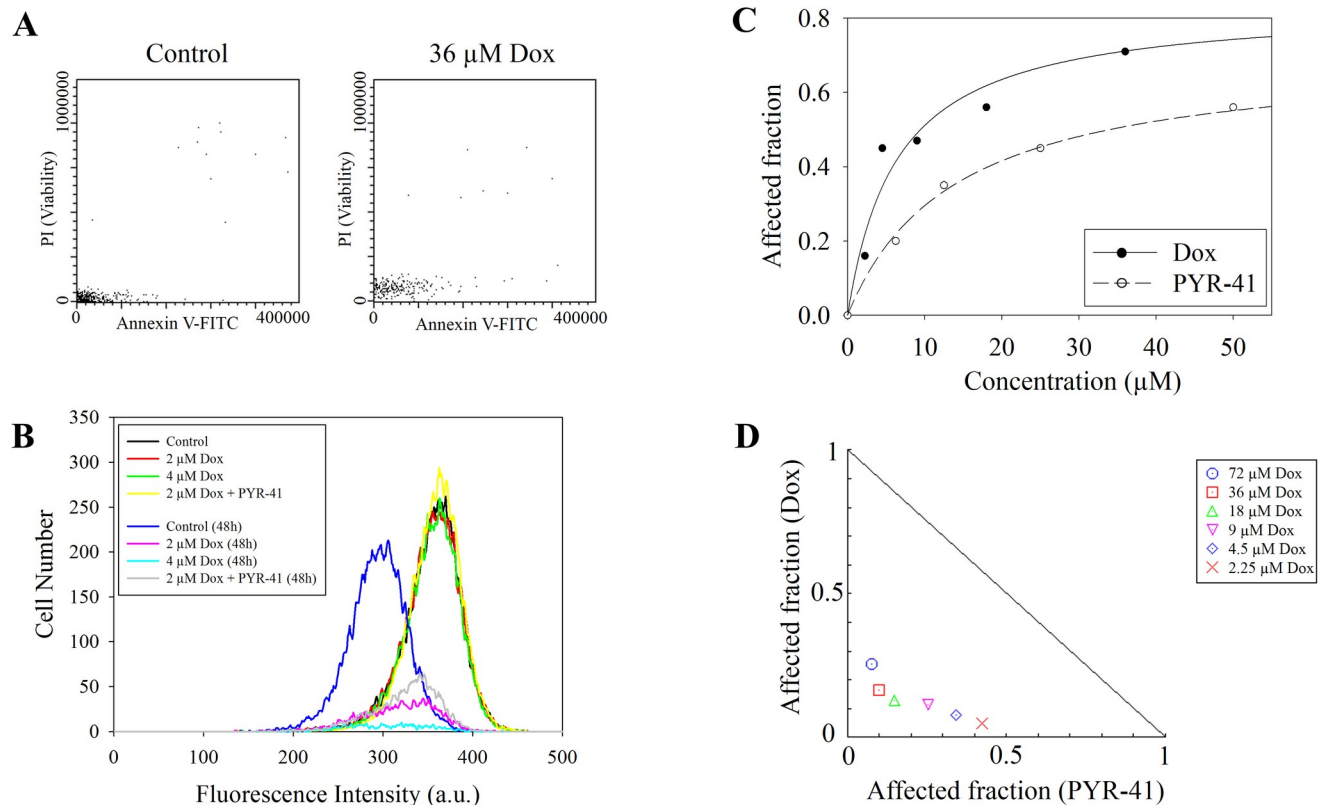 A
Control
36 µM Dox
PI (Viability)
1000000
0
0
400000
Annexin V-FITC
PI (Viability)
1000000
0
0
400000
Annexin V-FITC
B
Cell Number
350
300
250
200
150
100
50
0
Control
2 µM Dox
4 µM Dox
2 µM Dox + PYR-41
Control (48h)
2 µM Dox (48h)
4 µM Dox (48h)
2 µM Dox + PYR-41 (48h)
0 100 200 300 400 500
Fluorescence Intensity (a.u.)
C
Affected fraction
0.8
0.6
0.4
0.2
0.0
Dox
PYR-41
0 10 20 30 40 50
Concentration (µM)
D
Affected fraction (Dox)
1
0.5
0
72 µM Dox
36 µM Dox
18 µM Dox
9 µM Dox
4.5 µM Dox
2.25 µM Dox
0 0.5 1
Affected fraction (PYR-41)